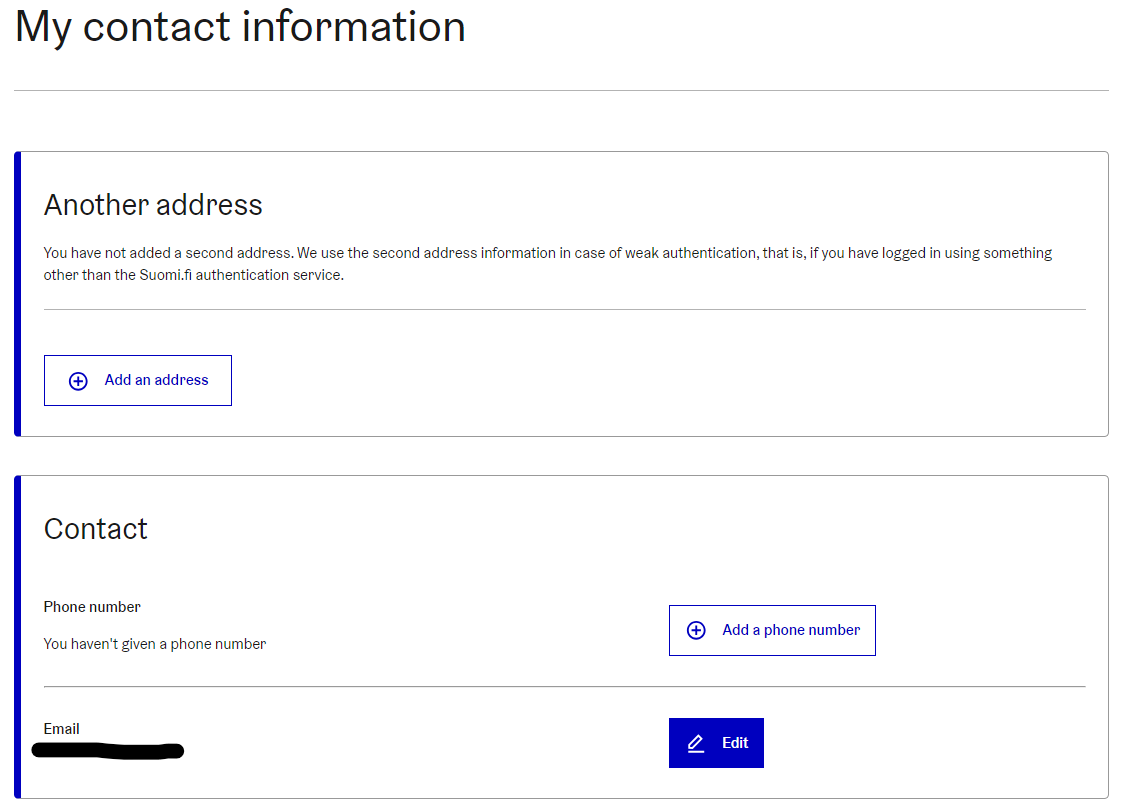 My contact information
Another address
You have not added a second address. We use the second address information in case of weak authentication, that is, if you have logged in using something
other than the Suomi.fi authentication service.
Add an address
Contact
Phone number
You haven't given a phone number
Add a phone number
Email
Edit